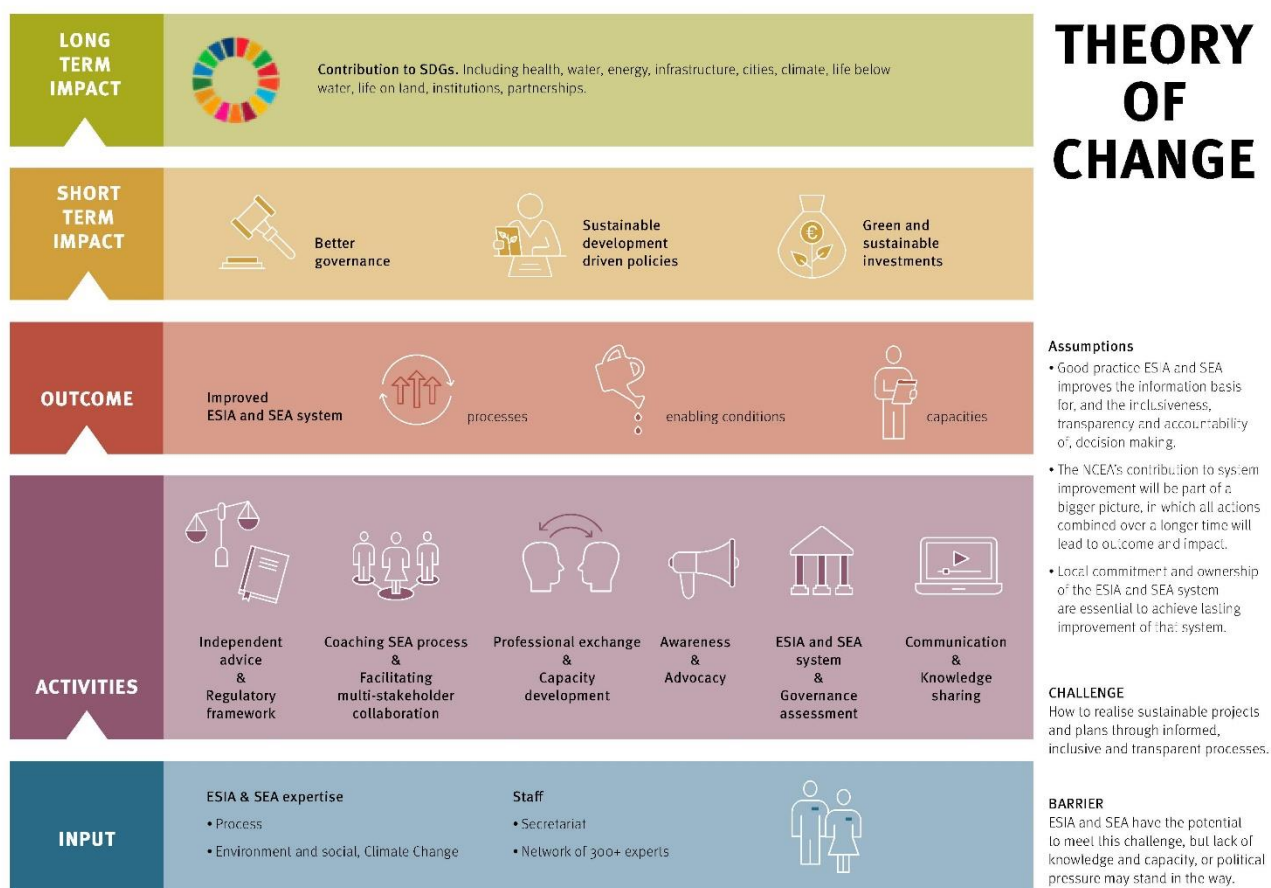 THEORY
OF
CHANGE
LONG
TERM
IMPACT
Contribution to SDGs. Including health, water, energy, infrastructure, cities, climate, life below
water, life on land, institutions, partnerships.
SHORT
TERM
IMPACT
Better
governance
Sustainable
development
driven policies
€
Green and
sustainable
investments
OUTCOME
Improved
ESIA and SEA system
processes
enabling conditions
capacities
ACTIVITIES
Independent
advice
&
Regulatory
framework
Coaching SEA process
&
Facilitating
multi-stakeholder
collaboration
Professional exchange
&
Capacity
development
Awareness
&
Advocacy
ESIA and SEA
system
&
Governance
assessment
Communication
&
Knowledge
sharing
INPUT
ESIA & SEA expertise
• Process
• Environment and social, Climate Change
Staff
• Secretariat
• Network of 300+ experts
Assumptions
• Good practice ESIA and SEA
improves the information basis
for, and the inclusiveness,
transparency and accountability
of, decision making.
• The NCEA's contribution to system
improvement will be part of a
bigger picture, in which all actions
combined over a longer time will
lead to outcome and impact.
• Local commitment and ownership
of the ESIA and SEA system
are essential to achieve lasting
improvement of that system.
CHALLENGE
How to realise sustainable projects
and plans through informed,
inclusive and transparent processes.
BARRIER
ESIA and SEA have the potential
to meet this challenge, but lack of
knowledge and capacity, or political
pressure may stand in the way.